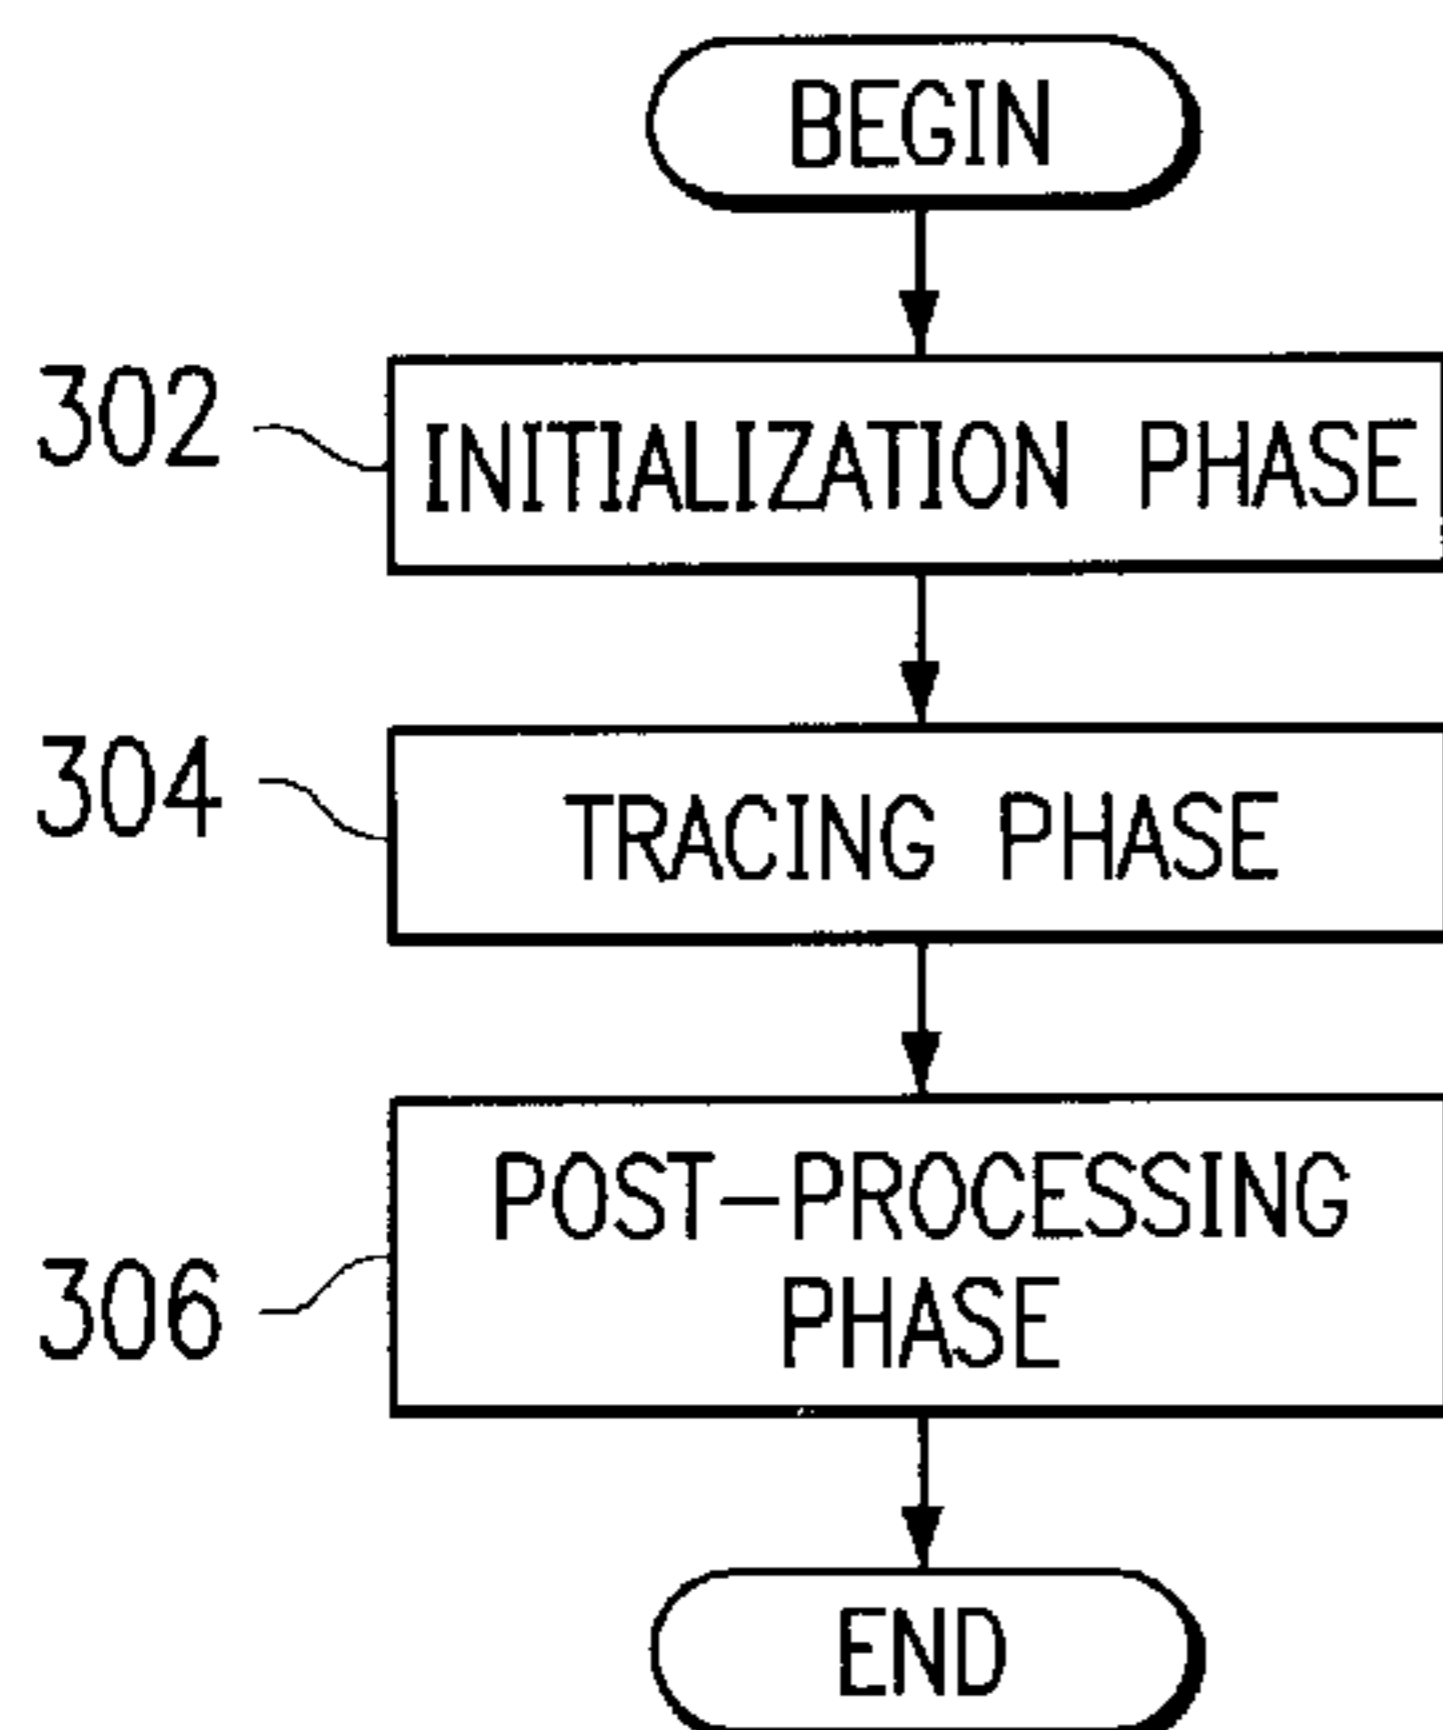 BEGIN
302
INITIALIZATION PHASE
304
TRACING PHASE
POST-PROCESSING
PHASE
306
END